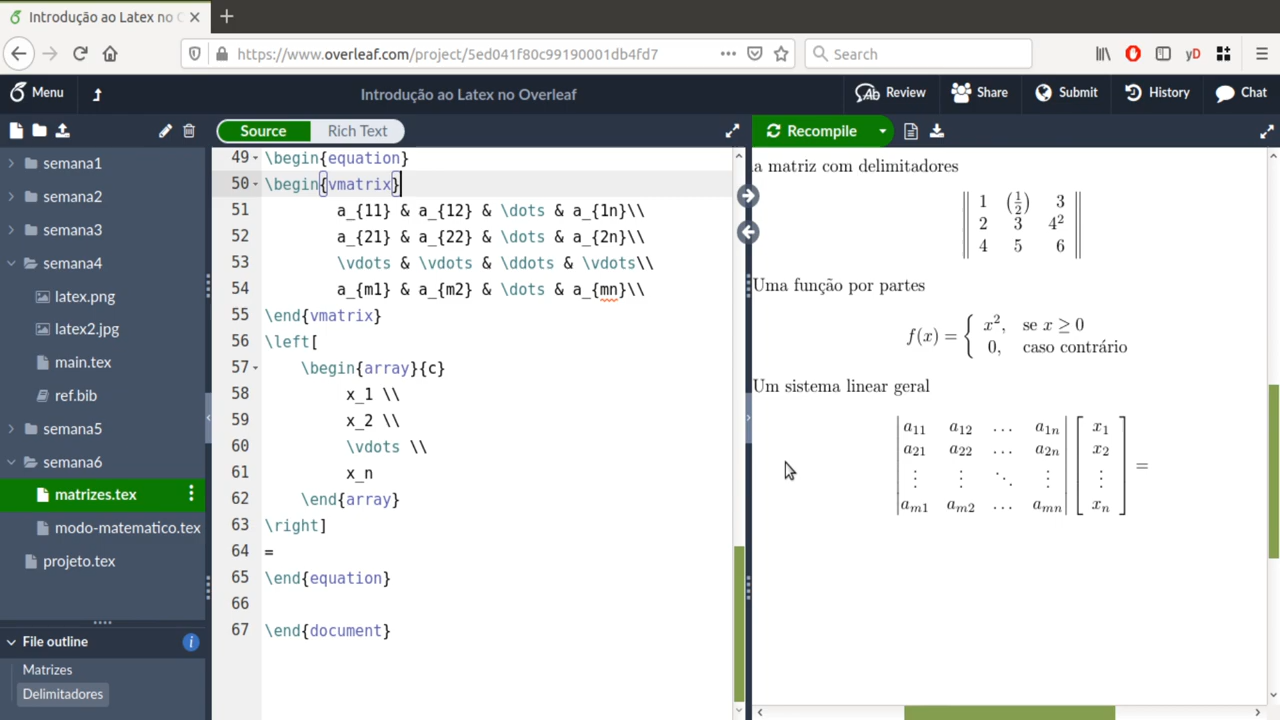 Introdução ao Latex no O
https://www.overleaf.com/project/5ed041f80c99190001db4fd7
Search
yD
Menu
Introdução ao Latex no Overleaf
Review
Share
Submit
History
Chat
Source
Rich Text
Recompile
semana1
semana2
semana3
semana4
latex.png
latex2.jpg
main.tex
ref.bib
semana5
semana6
matrizes.tex
modo-matematico.tex
projeto.tex
File outline
Matrizes
Delimitadores
49 \begin{equation}
50 \begin{vmatrix}
51 a_{11} & a_{12} & \dots & a_{1n}\\
52 a_{21} & a_{22} & \dots & a_{2n}\\
53 \vdots & \vdots & \ddots & \vdots\\
54 a_{m1} & a_{m2} & \dots & a_{mn}\\
55 \end{vmatrix}
56 \left[
57 \begin{array}{c}
58 x_1 \\
59 x_2 \\
60 \vdots \\
61 x_n
62 \end{array}
63 \right]
64 =
65 \end{equation}
66
67 \end{document}
a matriz com delimitadores
1 (½) 3
2 3 4²
4 5 6
Uma função por partes
f(x) = { x², se x ≥ 0
0, caso contrário
Um sistema linear geral
a₁₁ a₁₂ … a₁ₙ x₁
a₂₁ a₂₂ … a₂ₙ x₂
⋮ ⋮ ⋱ ⋮ ⋮ =
aₘ₁ aₘ₂ … aₘₙ xₙ